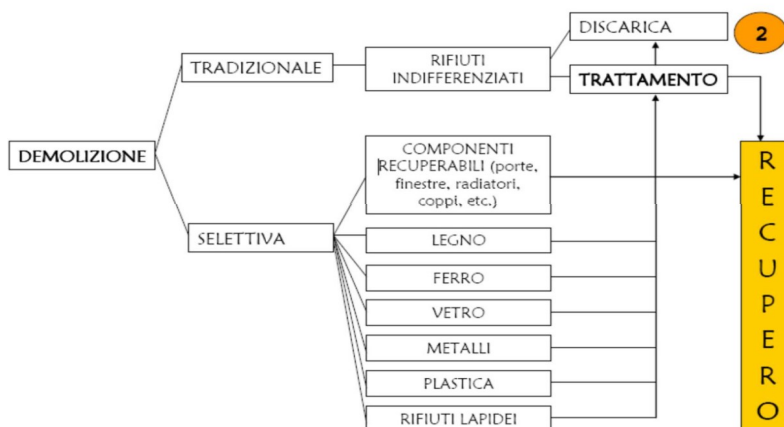 DISCARICA
2
TRADIZIONALE
RIFIUTI
INDIFFERENZIATI
TRATTAMENTO
DEMOLIZIONE
COMPONENTI
RECUPERABILI (porte,
finestre, radiatori,
coppi, etc.)
SELETTIVA
LEGNO
FERRO
VETRO
METALLI
PLASTICA
RIFIUTI LAPIDEI
RECUPERO